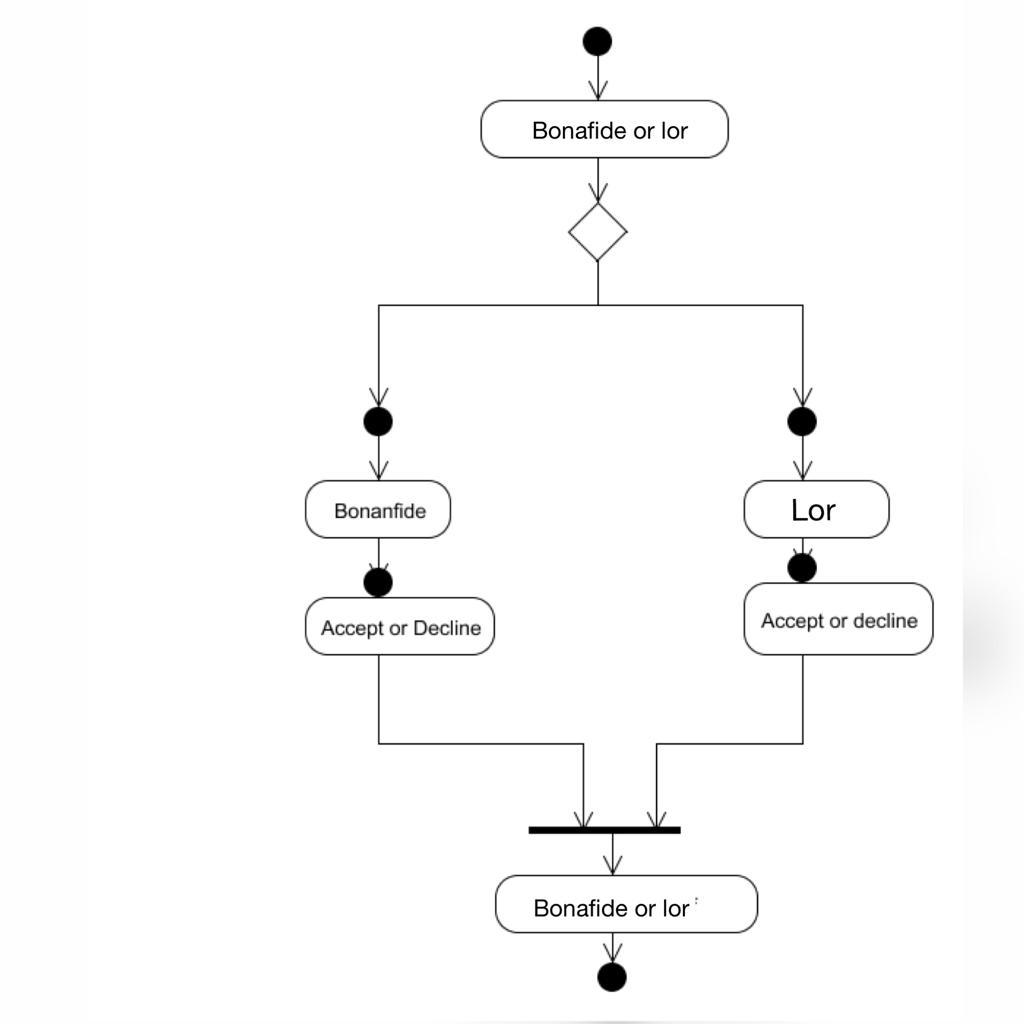 Bonafide or lor
Bonanfide
Lor
Accept or Decline
Accept or decline
Bonafide or lor